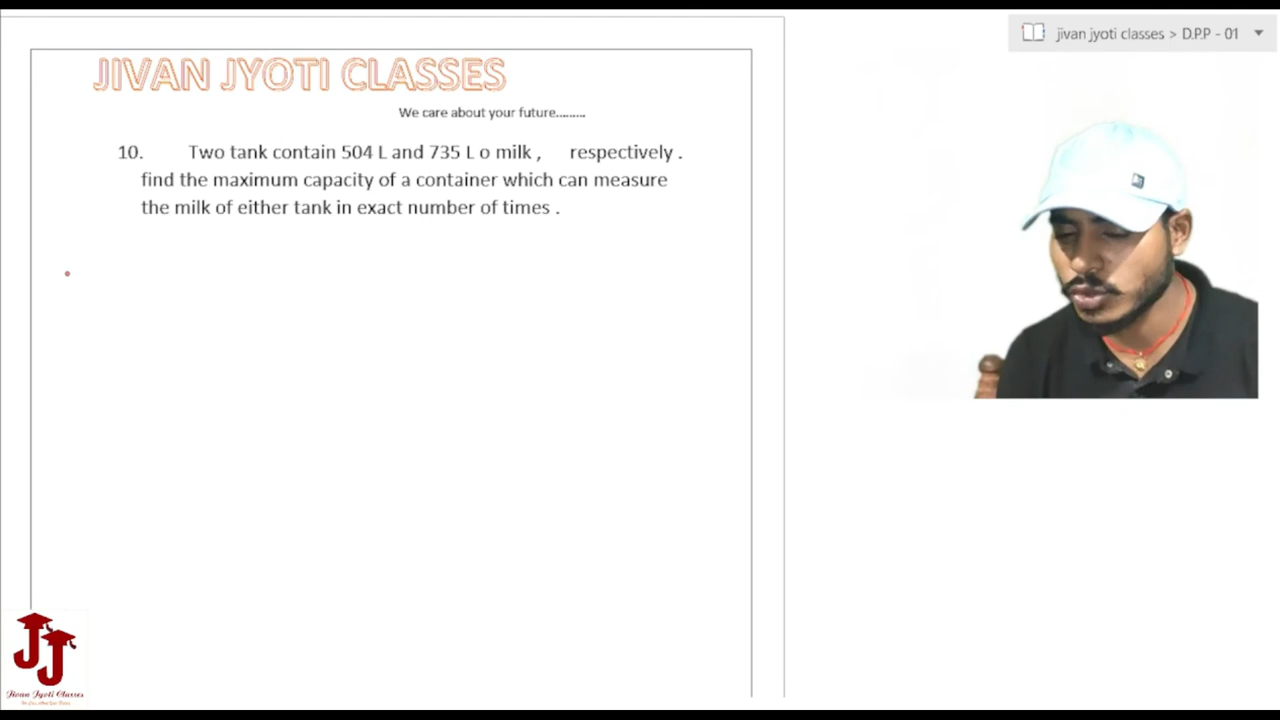 jivan jyoti classes > D.P.P - 01
JIVAN JYOTI CLASSES
We care about your future.........
10. Two tank contain 504 L and 735 L o milk , respectively .
find the maximum capacity of a container which can measure
the milk of either tank in exact number of times .
JJ
Jivan Jyoti Classes